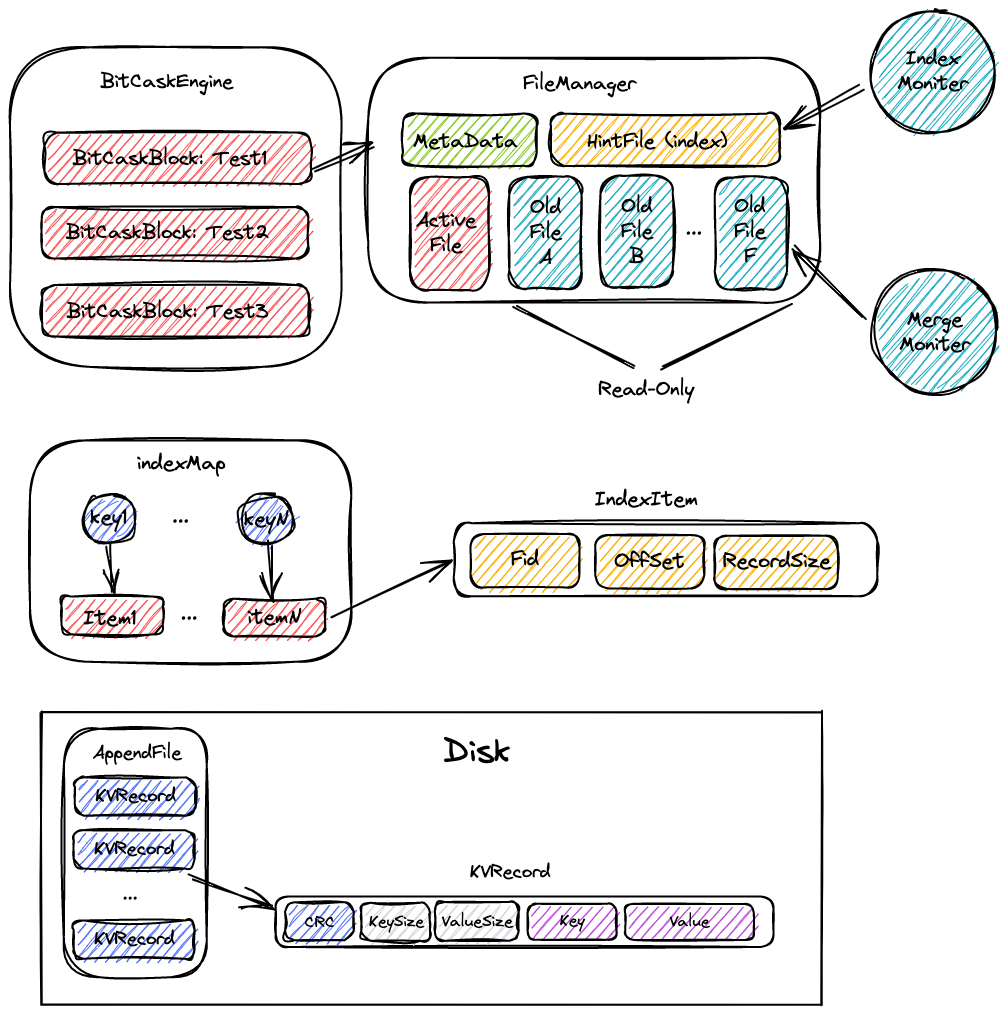 BitCaskEngine
BitCaskBlock: Test1
BitCaskBlock: Test2
BitCaskBlock: Test3
FileManager
MetaData
HintFile (index)
Active
File
Old
File
A
Old
File
B
...
Old
File
F
Read-Only
Index
Moniter
Merge
Moniter
indexMap
key1
...
keyN
Item1
...
itemN
IndexItem
Fid
OffSet
RecordSize
Disk
AppendFile
KVRecord
KVRecord
...
KVRecord
KVRecord
CRC
KeySize
ValueSize
Key
Value